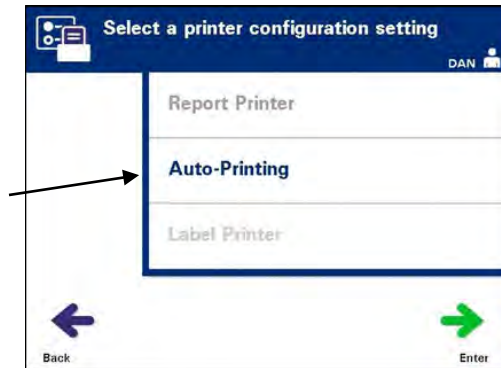 Select a printer configuration setting
DAN
Report Printer
Auto-Printing
Label Printer
Back
Enter